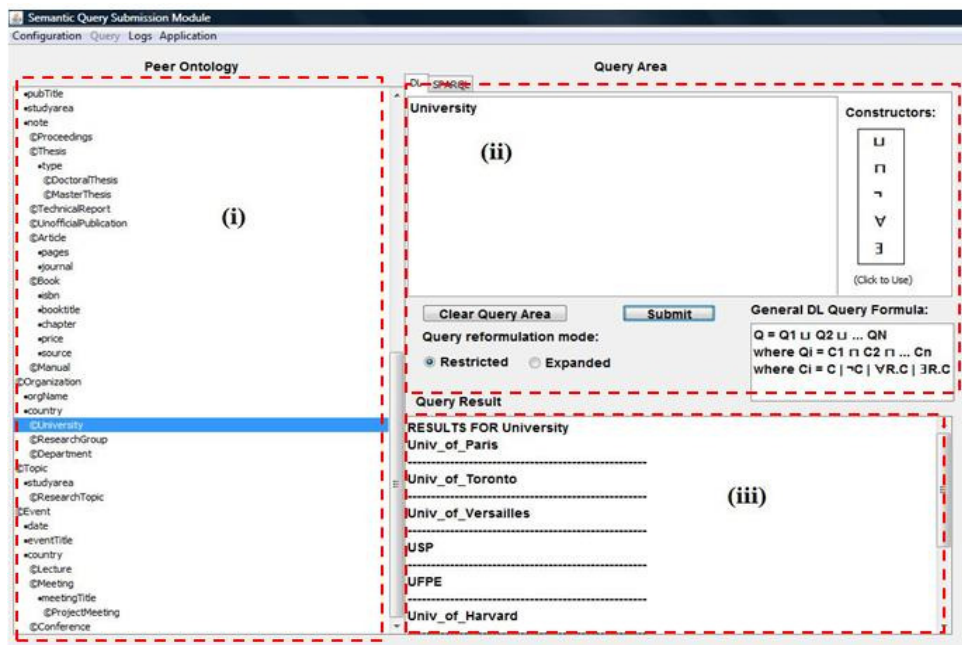 Semantic Query Submission Module
Configuration Query Logs Application
Peer Ontology
•pubTitle
•studyarea
•note
©Proceedings
©Thesis
•type
©DoctoralThesis
©MasterThesis
©TechnicalReport
©UnofficialPublication
©Article
•pages
•journal
©Book
•isbn
•booktitle
•chapter
•price
•source
©Manual
©Organization
•orgName
•country
©University
©ResearchGroup
©Department
©Topic
•studyarea
©ResearchTopic
©Event
•date
•eventTitle
•country
©Lecture
©Meeting
•meetingTitle
©ProjectMeeting
©Conference
(i)
Query Area
DL SPARQL
University
(ii)
Constructors:
⊔
⊓
¬
∀
∃
(Click to Use)
Clear Query Area Submit
Query reformulation mode:
Restricted Expanded
General DL Query Formula:
Q = Q1 ⊔ Q2 ⊔ ... QN
where Qi = C1 ⊓ C2 ⊓ ... Cn
where Ci = C | ¬C | ∀R.C | ∃R.C
Query Result
RESULTS FOR University
Univ_of_Paris
Univ_of_Toronto
Univ_of_Versailles
USP
UFPE
Univ_of_Harvard
(iii)